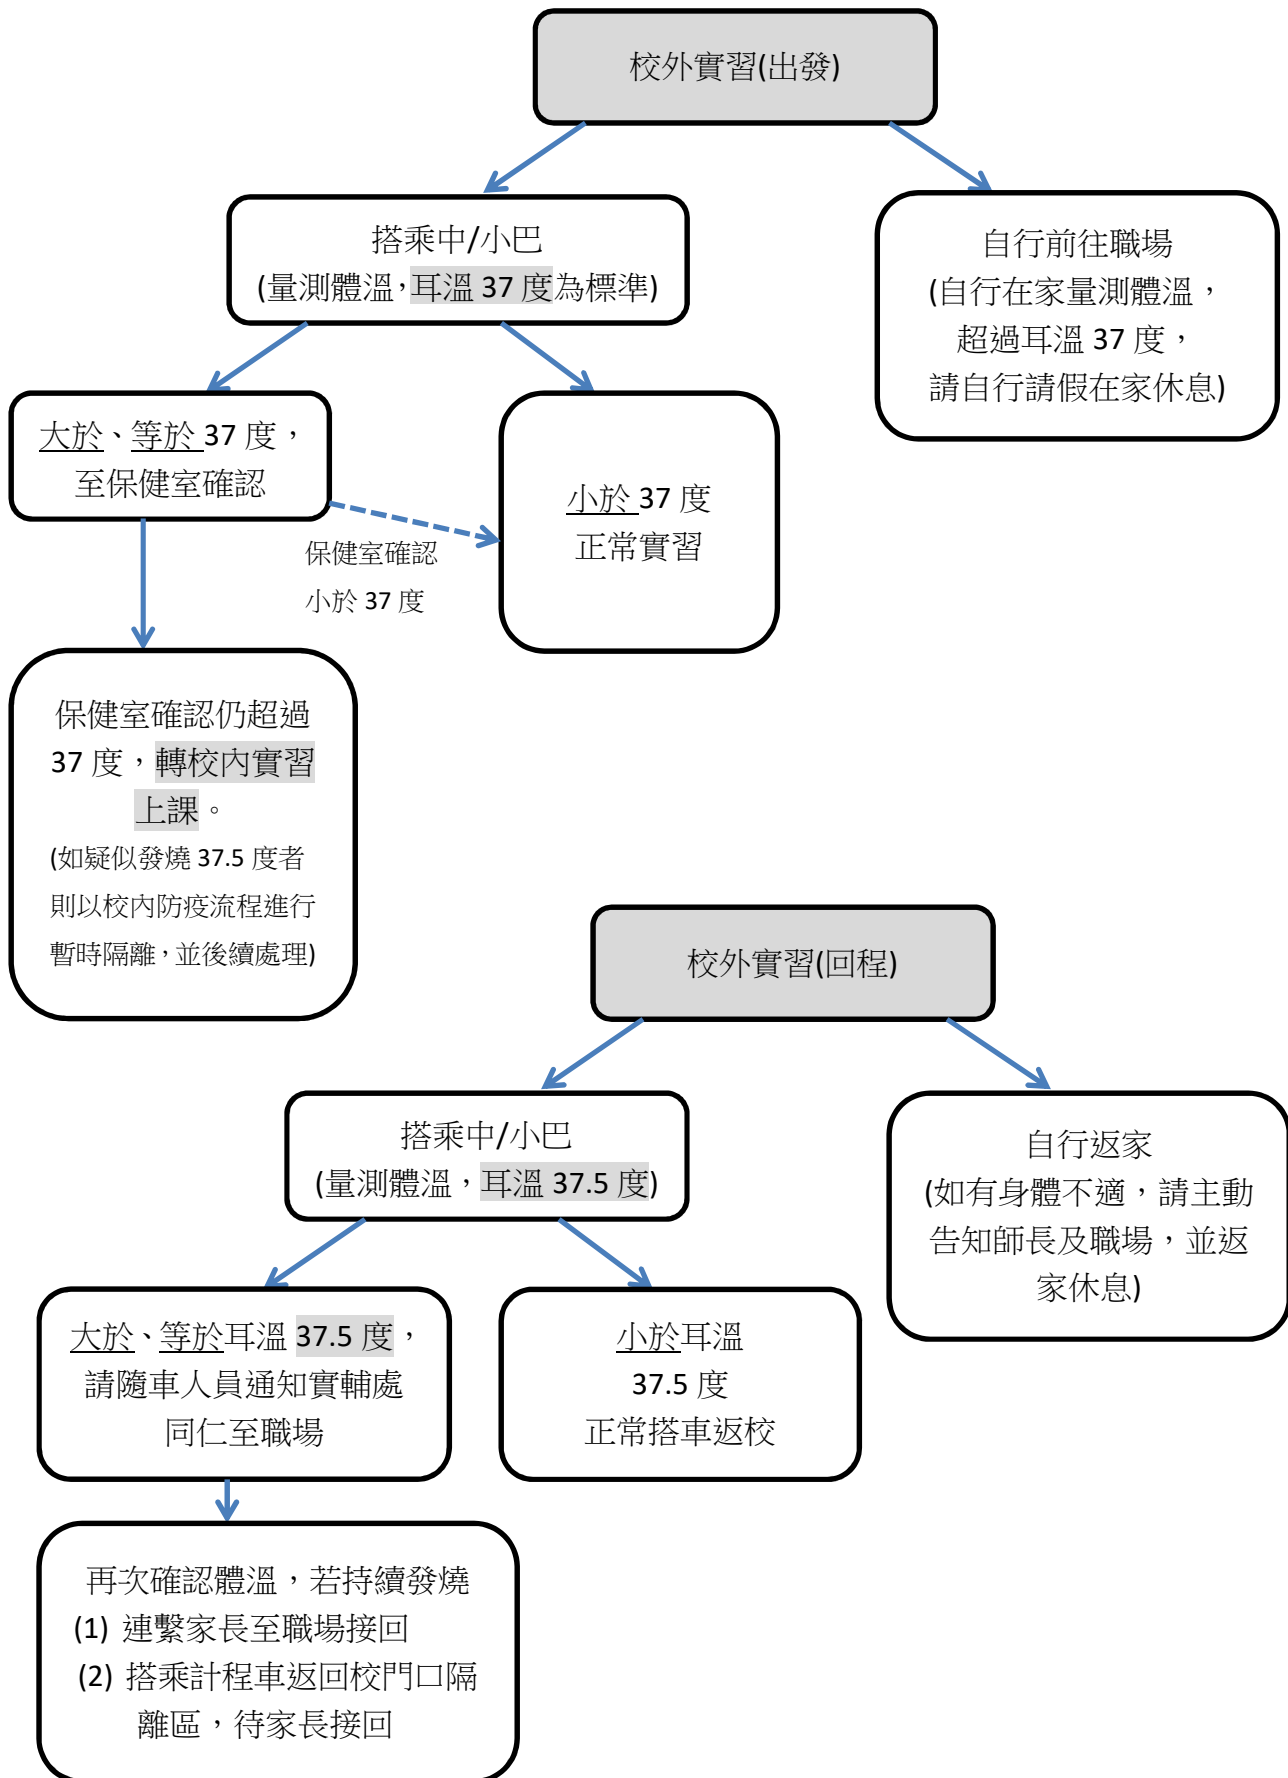 校外實習(出發)
搭乘中/小巴
(量測體溫，耳溫 37 度為標準)
自行前往職場
(自行在家量測體溫，
超過耳溫 37 度，
請自行請假在家休息)
大於、等於 37 度，
至保健室確認
小於 37 度
正常實習
保健室確認
小於 37 度
保健室確認仍超過
37 度，轉校內實習
上課。
(如疑似發燒 37.5 度者
則以校內防疫流程進行
暫時隔離，並後續處理)
校外實習(回程)
搭乘中/小巴
(量測體溫，耳溫 37.5 度)
自行返家
(如有身體不適，請主動
告知師長及職場，並返
家休息)
大於、等於耳溫 37.5 度，
請隨車人員通知實輔處
同仁至職場
小於耳溫
37.5 度
正常搭車返校
再次確認體溫，若持續發燒
(1) 連繫家長至職場接回
(2) 搭乘計程車返回校門口隔
離區，待家長接回